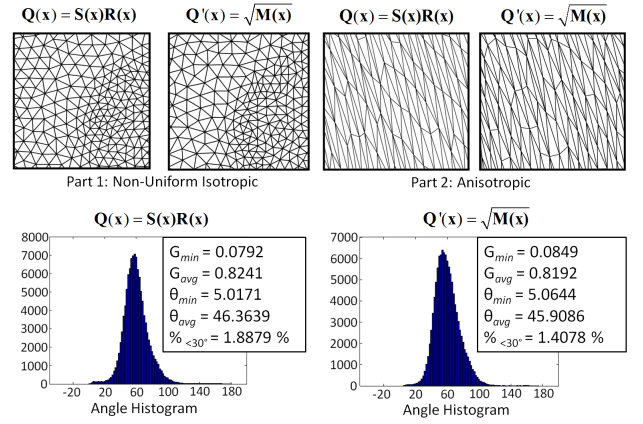 Q(x) = S(x)R(x)
Q'(x) = √M(x)
Q(x) = S(x)R(x)
Q'(x) = √M(x)
Part 1: Non-Uniform Isotropic
Part 2: Anisotropic
Q(x) = S(x)R(x)
8000
7000
6000
5000
4000
3000
2000
1000
0
-20 20 60 100 140 180
Angle Histogram
G_min = 0.0792
G_avg = 0.8241
θ_min = 5.0171
θ_avg = 46.3639
% <30° = 1.8879 %
Q'(x) = √M(x)
7000
6000
5000
4000
3000
2000
1000
0
-20 20 60 100 140 180
Angle Histogram
G_min = 0.0849
G_avg = 0.8192
θ_min = 5.0644
θ_avg = 45.9086
% <30° = 1.4078 %